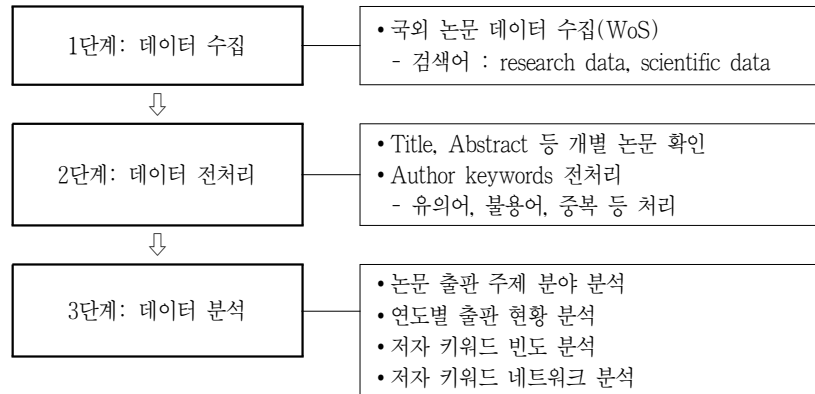 1단계: 데이터 수집
• 국외 논문 데이터 수집(WoS)
- 검색어 : research data, scientific data
2단계: 데이터 전처리
• Title, Abstract 등 개별 논문 확인
• Author keywords 전처리
- 유의어, 불용어, 중복 등 처리
3단계: 데이터 분석
• 논문 출판 주제 분야 분석
• 연도별 출판 현황 분석
• 저자 키워드 빈도 분석
• 저자 키워드 네트워크 분석